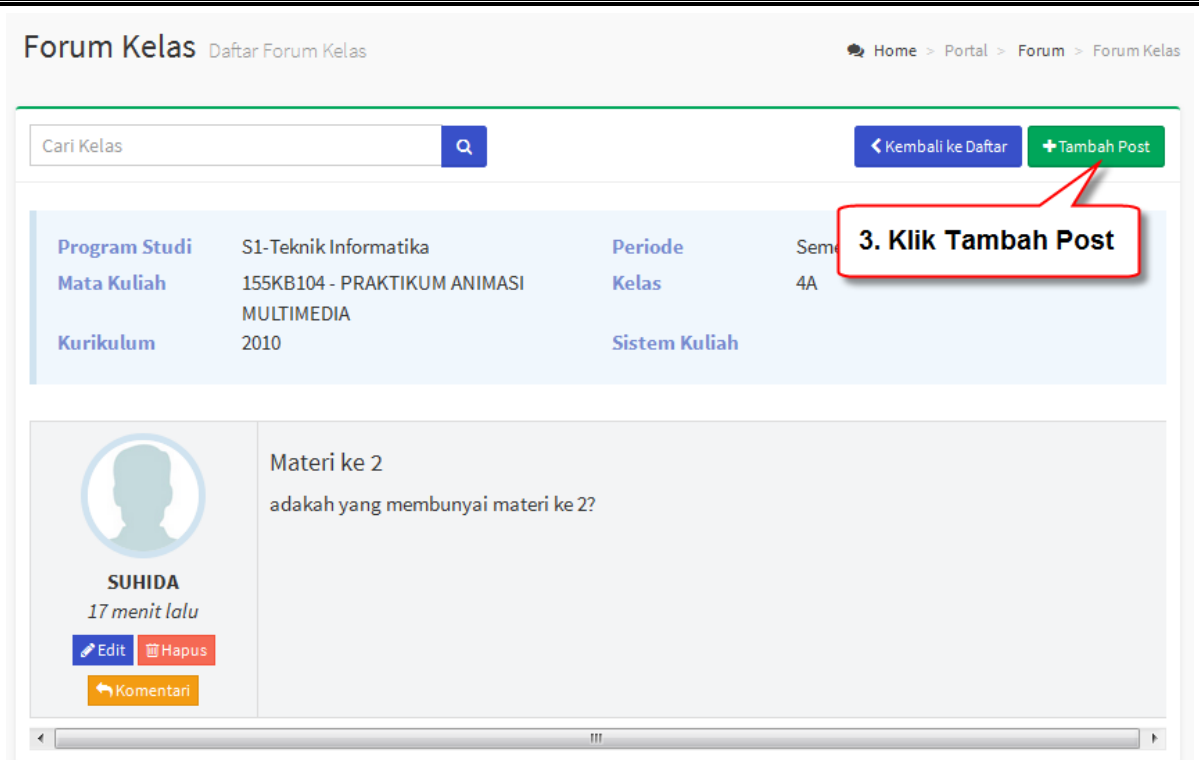 Forum Kelas Daftar Forum Kelas
Home > Portal > Forum > Forum Kelas
Cari Kelas
Kembali ke Daftar
Tambah Post
3. Klik Tambah Post
Program Studi S1-Teknik Informatika Periode
Mata Kuliah 155KB104 - PRAKTIKUM ANIMASI Kelas 4A
MULTIMEDIA
Kurikulum 2010 Sistem Kuliah
Materi ke 2
adakah yang membunyai materi ke 2?
SUHIDA
17 menit lalu
Edit Hapus
Komentari